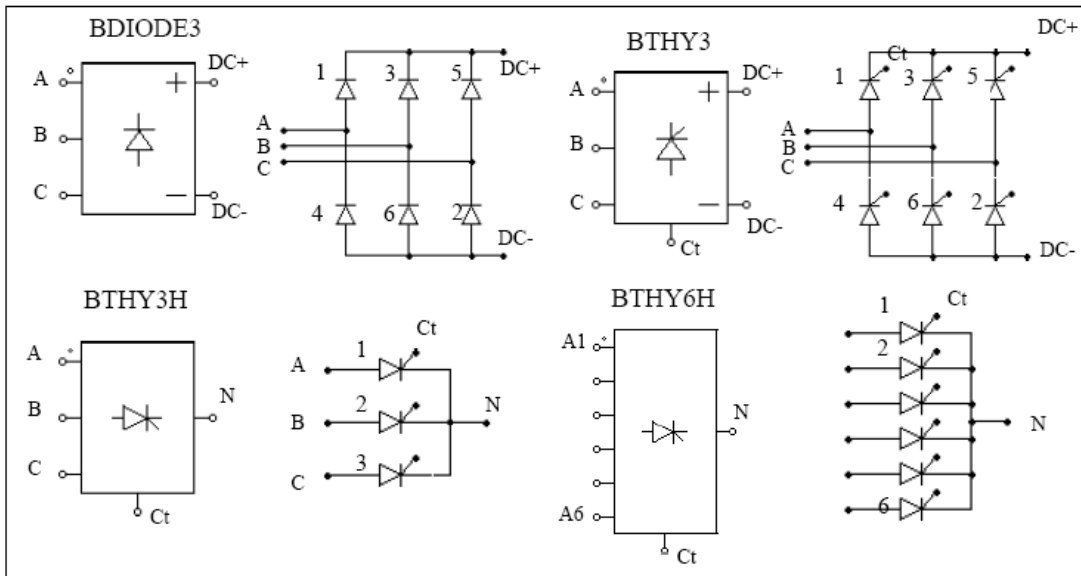 BDIODE3
A
B
C
DC+
DC-
1 3 5
DC+
A
B
C
4 6 2
DC-
BTHY3
A
B
C
DC+
DC-
Ct
DC+
Ct
1 3 5
A
B
C
4 6 2
DC-
BTHY3H
A
B
C
N
Ct
Ct
1
A
2
B
N
3
C
BTHY6H
A1
N
A6
Ct
1
Ct
2
N
6